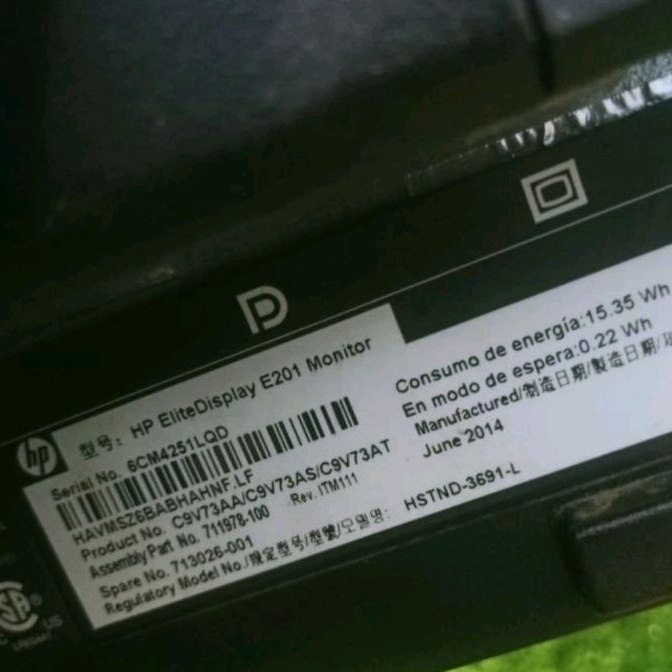 hp
型号: HP EliteDisplay E201 Monitor
Serial No. 6CM4251LQD
HAVMSZ6BABHAHNF.LF
Product No. C9V73AA/C9V73AS/C9V73AT
Assembly Part No. 711978-100 Rev. ITM111
Spare No. 713026-001
Regulatory Model No./規定型号/型號/모델명: HSTND-3691-L
Consumo de energía:15.35 Wh
En modo de espera:0.22 Wh
Manufactured/制造日期/製造日期/
June 2014
US